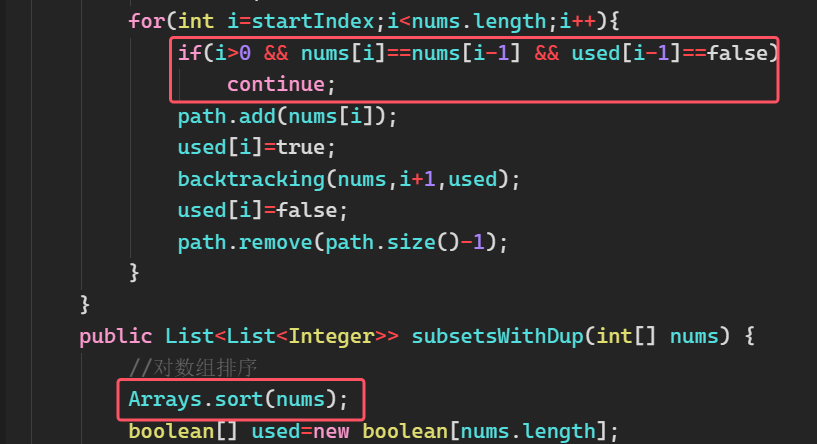 for(int i=startIndex;i<nums.length;i++){
if(i>0 && nums[i]==nums[i-1] && used[i-1]==false)
continue;
path.add(nums[i]);
used[i]=true;
backtracking(nums,i+1,used);
used[i]=false;
path.remove(path.size()-1);
}
}
public List<List<Integer>> subsetsWithDup(int[] nums) {
//对数组排序
Arrays.sort(nums);
boolean[] used=new boolean[nums.length];